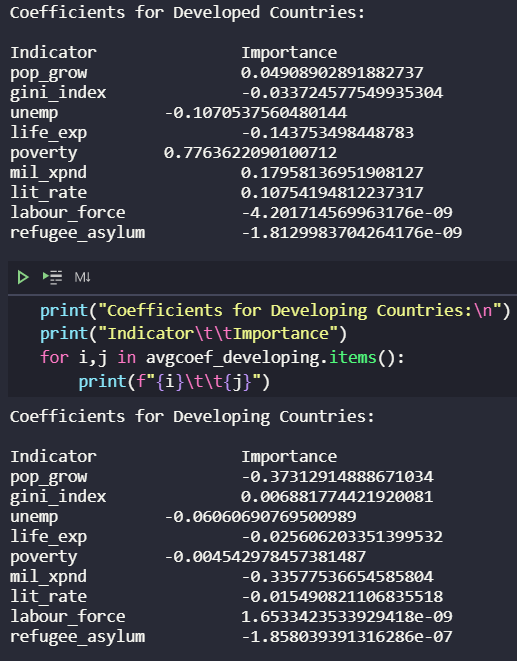 Coefficients for Developed Countries:
Indicator Importance
pop_grow 0.04908902891882737
gini_index -0.033724577549935304
unemp -0.1070537560480144
life_exp -0.143753498448783
poverty 0.7763622090100712
mil_xpnd 0.17958136951908127
lit_rate 0.10754194812237317
labour_force -4.201714569963176e-09
refugee_asylum -1.8129983704264176e-09
M↓
print("Coefficients for Developing Countries:\n")
print("Indicator\t\tImportance")
for i,j in avgcoef_developing.items():
    print(f"{i}\t\t{j}")
Coefficients for Developing Countries:
Indicator Importance
pop_grow -0.37312914888671034
gini_index 0.006881774421920081
unemp -0.06060690769500989
life_exp -0.025606203351399532
poverty -0.004542978457381487
mil_xpnd -0.33577536654585804
lit_rate -0.015490821106835518
labour_force 1.6533423533929418e-09
refugee_asylum -1.858039391316286e-07